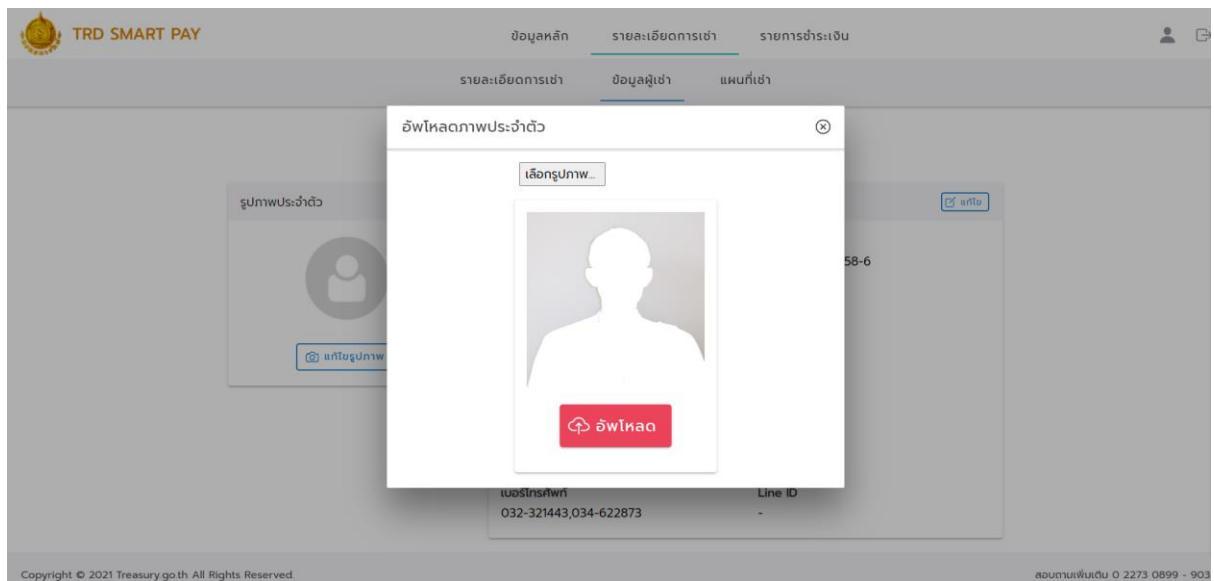 TRD SMART PAY
ข้อมูลหลัก รายละเอียดการเช่า รายการชำระเงิน
รายละเอียดการเช่า ข้อมูลผู้เช่า แผนที่เช่า
อัพโหลดภาพประจำตัว
เลือกรูปภาพ...
รูปภาพประจำตัว
แก้ไข
58-6
แก้ไขรูปภาพ
อัพโหลด
เบอร์โทรศัพท์ Line ID
032-321443,034-622873 -
Copyright © 2021 Treasury.go.th All Rights Reserved. สอบถามเพิ่มเติม 0 2273 0899 - 903